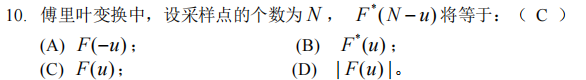 10. 傅里叶变换中，设采样点的个数为 N ， F*(N－u)将等于：（ C ）
(A) F(-u)； (B) F*(u)；
(C) F(u)； (D) |F(u)|。